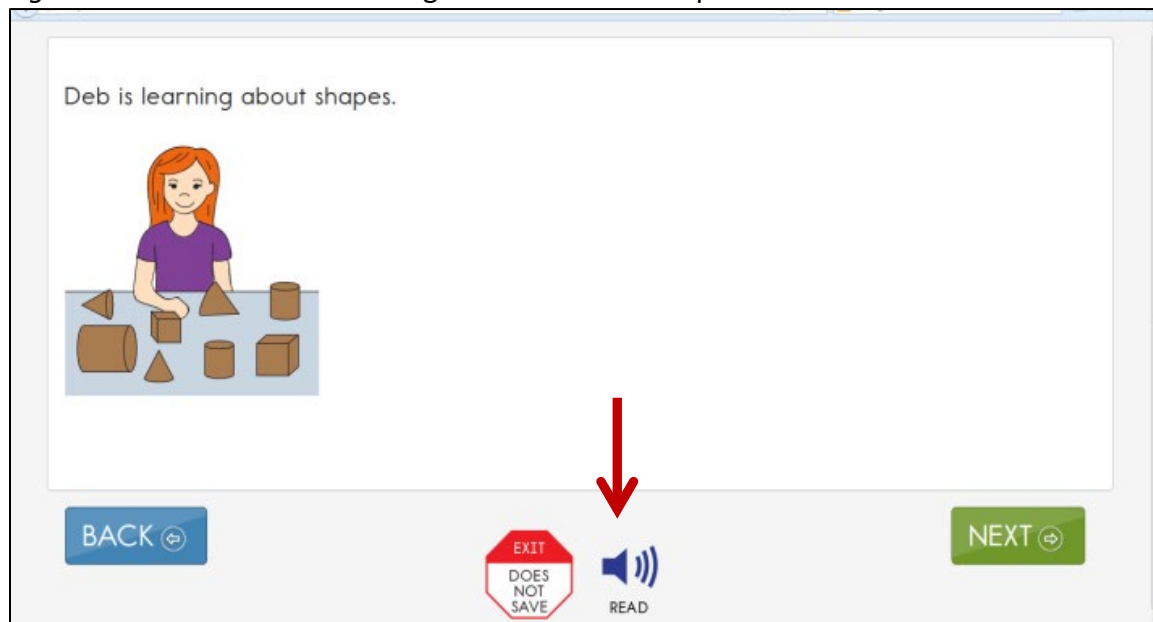 Deb is learning about shapes.
BACK
NEXT
EXIT
DOES
NOT
SAVE
READ